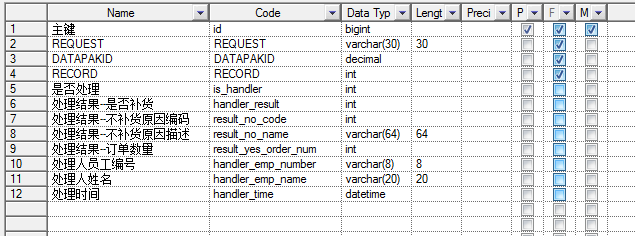 Name Code Data Typ Lengt Preci P F M
1 主键 id bigint
2 REQUEST REQUEST varchar(30) 30
3 DATAPAKID DATAPAKID decimal
4 RECORD RECORD int
5 是否处理 is_handler int
6 处理结果--是否补货 handler_result int
7 处理结果--不补货原因编码 result_no_code int
8 处理结果--不补货原因描述 result_no_name varchar(64) 64
9 处理结果--订单数量 result_yes_order_num int
10 处理人员工编号 handler_emp_number varchar(8) 8
11 处理人姓名 handler_emp_name varchar(20) 20
12 处理时间 handler_time datetime